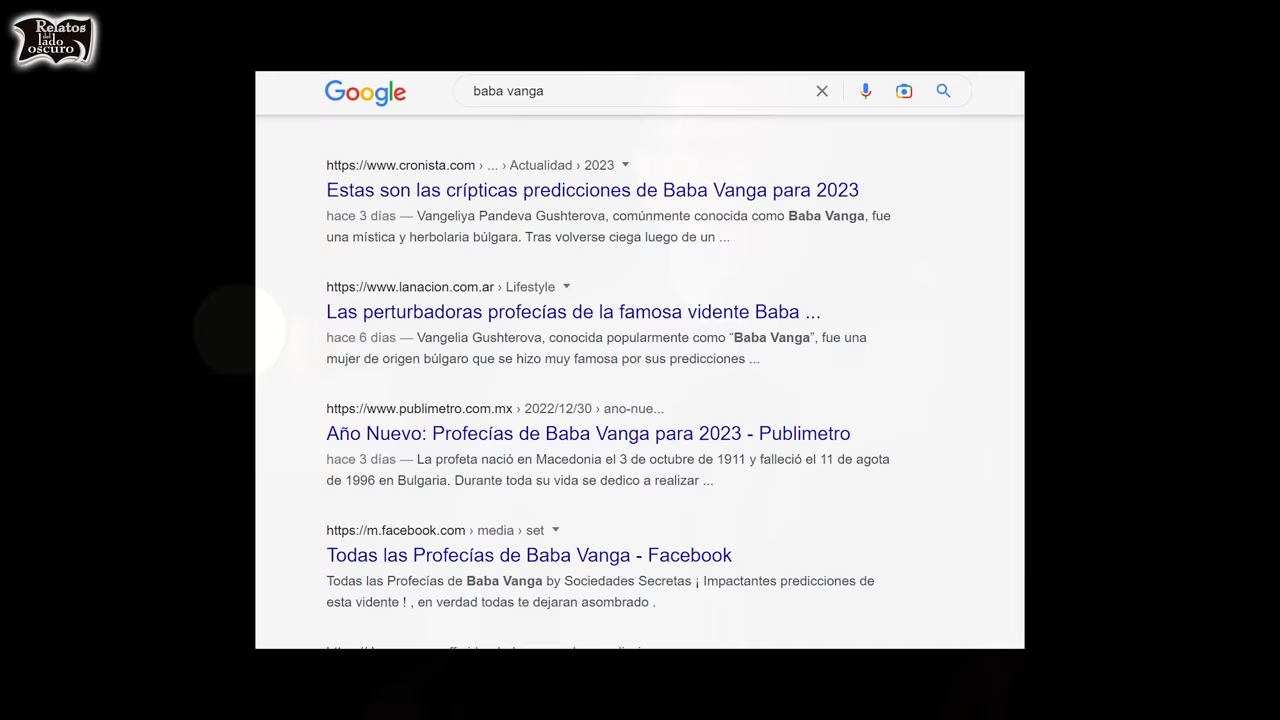 Relatos
del
lado
oscuro
Google
baba vanga
https://www.cronista.com › ... › Actualidad › 2023
Estas son las crípticas predicciones de Baba Vanga para 2023
hace 3 días — Vangeliya Pandeva Gushterova, comúnmente conocida como Baba Vanga, fue
una mística y herbolaria búlgara. Tras volverse ciega luego de un ...
https://www.lanacion.com.ar › Lifestyle
Las perturbadoras profecías de la famosa vidente Baba ...
hace 6 días — Vangelia Gushterova, conocida popularmente como “Baba Vanga”, fue una
mujer de origen búlgaro que se hizo muy famosa por sus predicciones ...
https://www.publimetro.com.mx › 2022/12/30 › ano-nue...
Año Nuevo: Profecías de Baba Vanga para 2023 - Publimetro
hace 3 días — La profeta nació en Macedonia el 3 de octubre de 1911 y falleció el 11 de agota
de 1996 en Bulgaria. Durante toda su vida se dedico a realizar ...
https://m.facebook.com › media › set
Todas las Profecías de Baba Vanga - Facebook
Todas las Profecías de Baba Vanga by Sociedades Secretas ¡ Impactantes predicciones de
esta vidente ! , en verdad todas te dejaran asombrado .